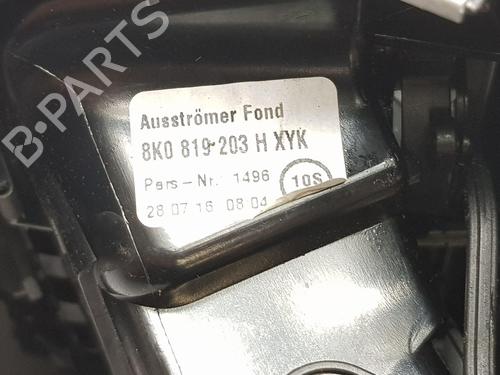 B-PARTS
Ausströmer Fond
8K0 819 203 H XYK
Pers-Nr. 1496
10S
28 07 16 08 04